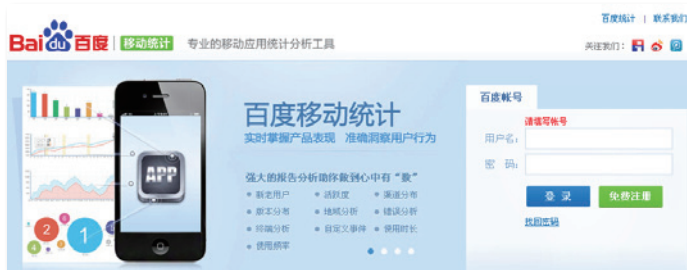 百度统计 | 联系我们
Bai du 百度 移动统计 专业的移动应用统计分析工具
关注我们：
百度移动统计
实时掌握产品表现 准确洞察用户行为
强大的报告分析助你做到心中有“数”
新老用户 活跃度 渠道分布
版本分布 地域分析 错误分析
终端分析 自定义事件 使用时长
使用频率
APP
2
1
百度帐号
请填写帐号
用户名:
密 码:
登录 免费注册
找回密码